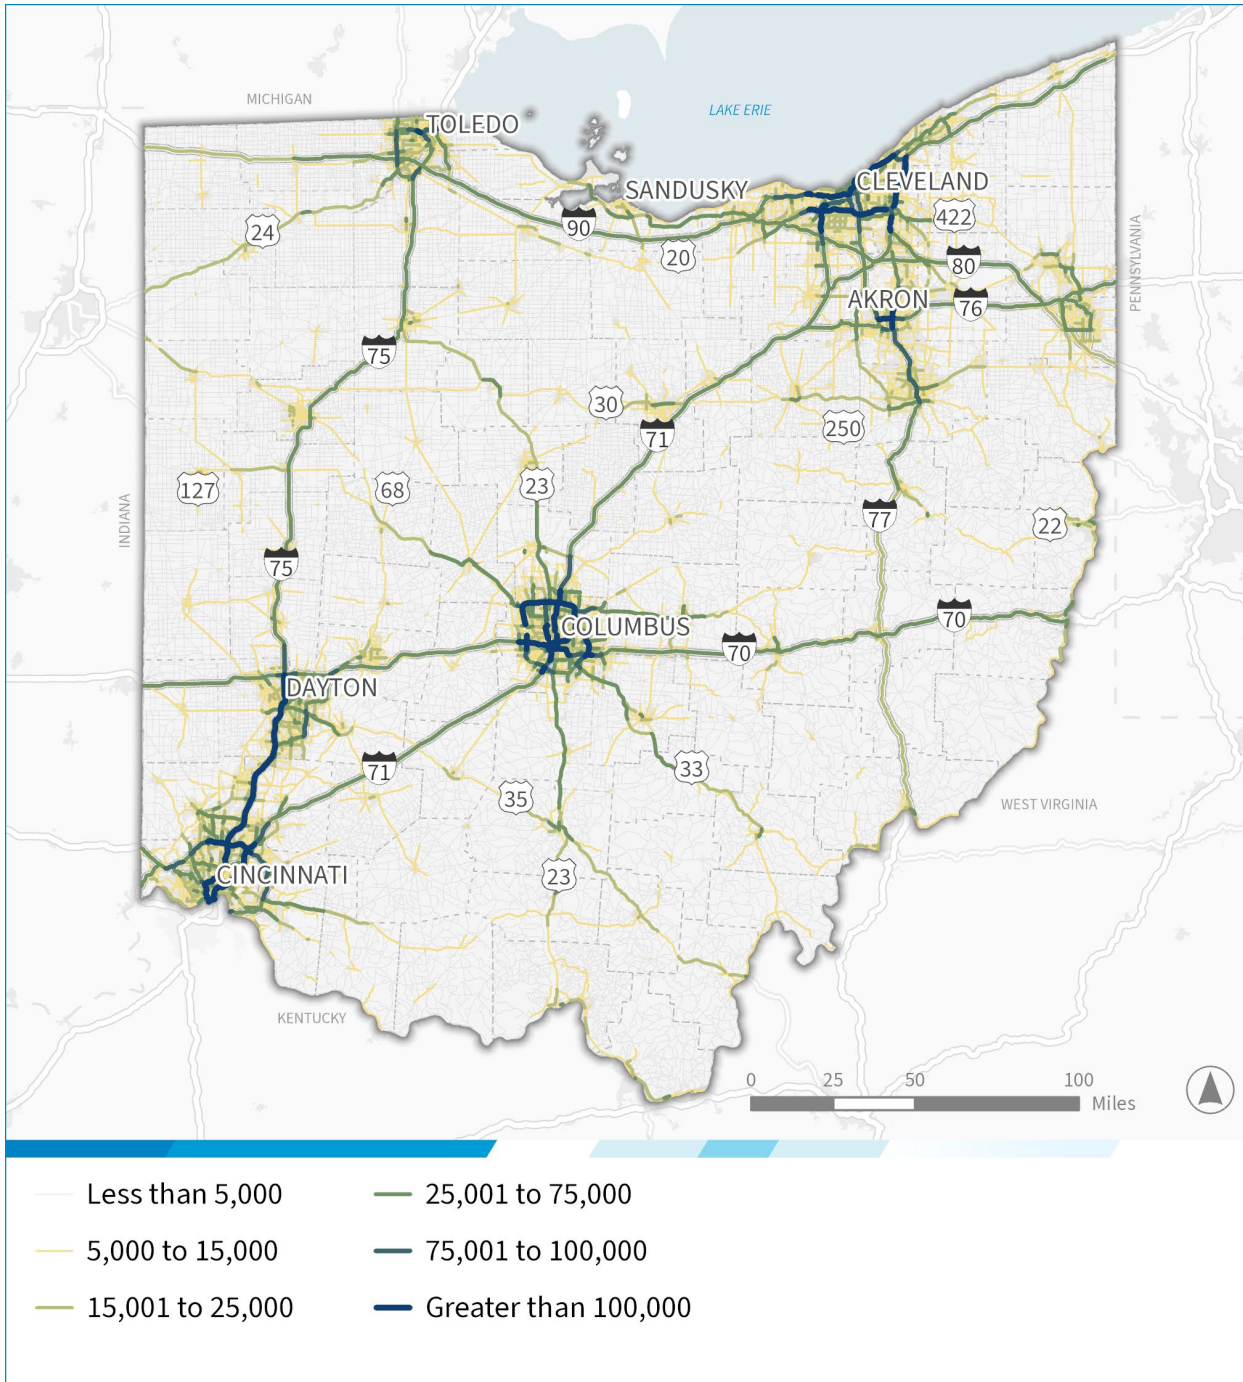 MICHIGAN
LAKE ERIE
TOLEDO
SANDUSKY
CLEVELAND
24
90
20
422
80
PENNSYLVANIA
AKRON
76
75
30
250
71
127
68
23
77
22
INDIANA
75
COLUMBUS
70
70
DAYTON
71
33
35
WEST VIRGINIA
CINCINNATI
23
KENTUCKY
0 25 50 100
Miles
Less than 5,000
5,000 to 15,000
15,001 to 25,000
25,001 to 75,000
75,001 to 100,000
Greater than 100,000